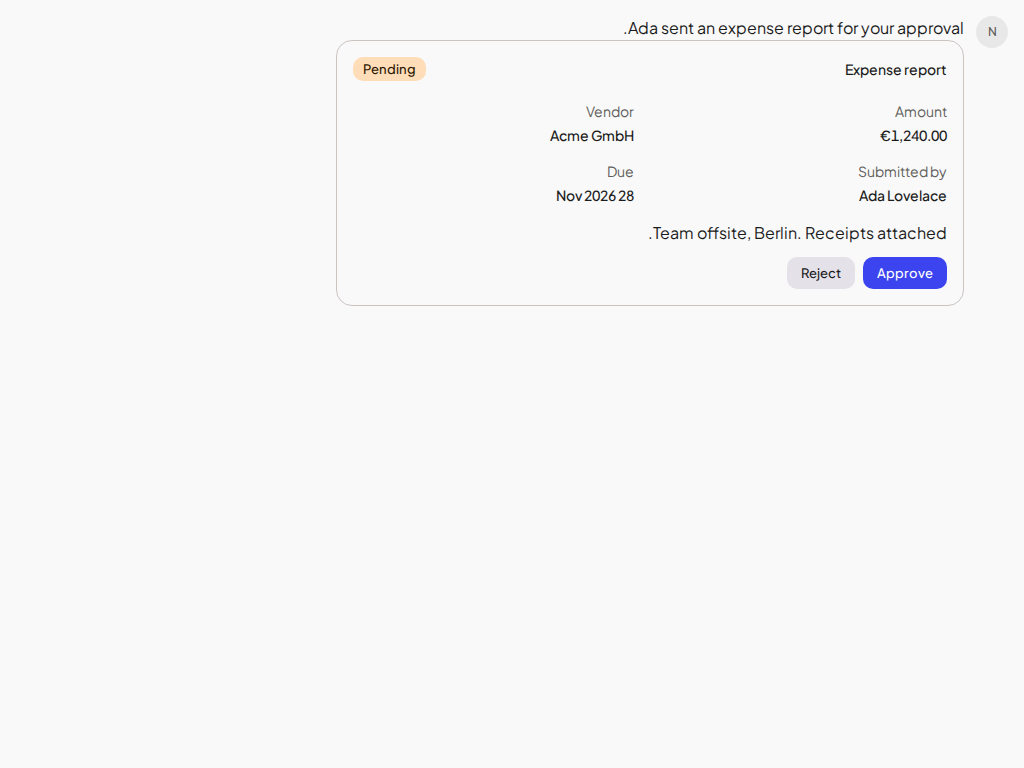 N
.Ada sent an expense report for your approval
Expense report
Pending
Amount
€1,240.00
Vendor
Acme GmbH
Submitted by
Ada Lovelace
Due
Nov 2026 28
.Team offsite, Berlin. Receipts attached
Approve
Reject